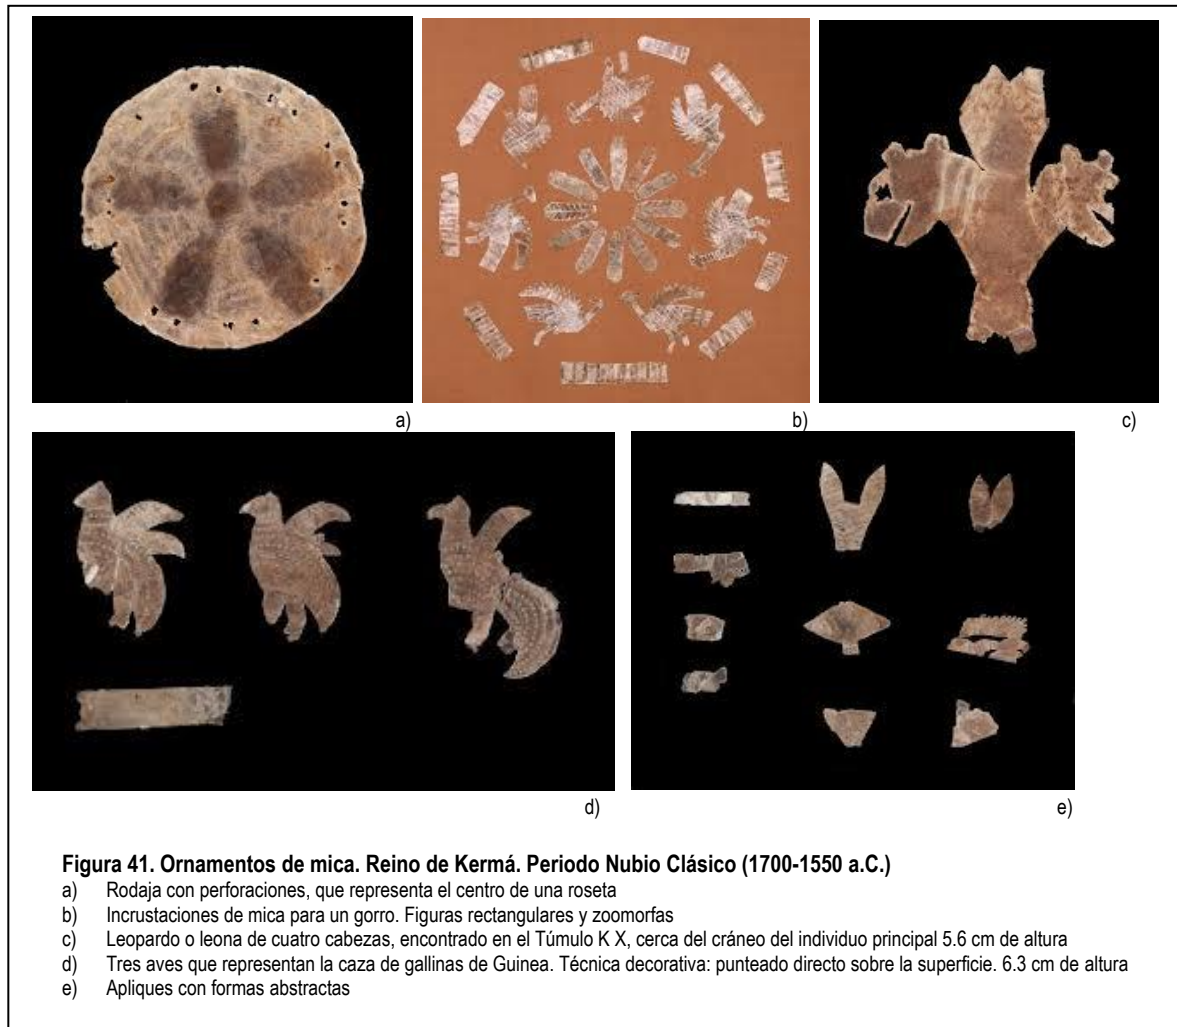 a)
b)
c)
d)
e)
Figura 41. Ornamentos de mica. Reino de Kermá. Periodo Nubio Clásico (1700-1550 a.C.)
a) Rodaja con perforaciones, que representa el centro de una roseta
b) Incrustaciones de mica para un gorro. Figuras rectangulares y zoomorfas
c) Leopardo o leona de cuatro cabezas, encontrado en el Túmulo K X, cerca del cráneo del individuo principal 5.6 cm de altura
d) Tres aves que representan la caza de gallinas de Guinea. Técnica decorativa: punteado directo sobre la superficie. 6.3 cm de altura
e) Apliques con formas abstractas